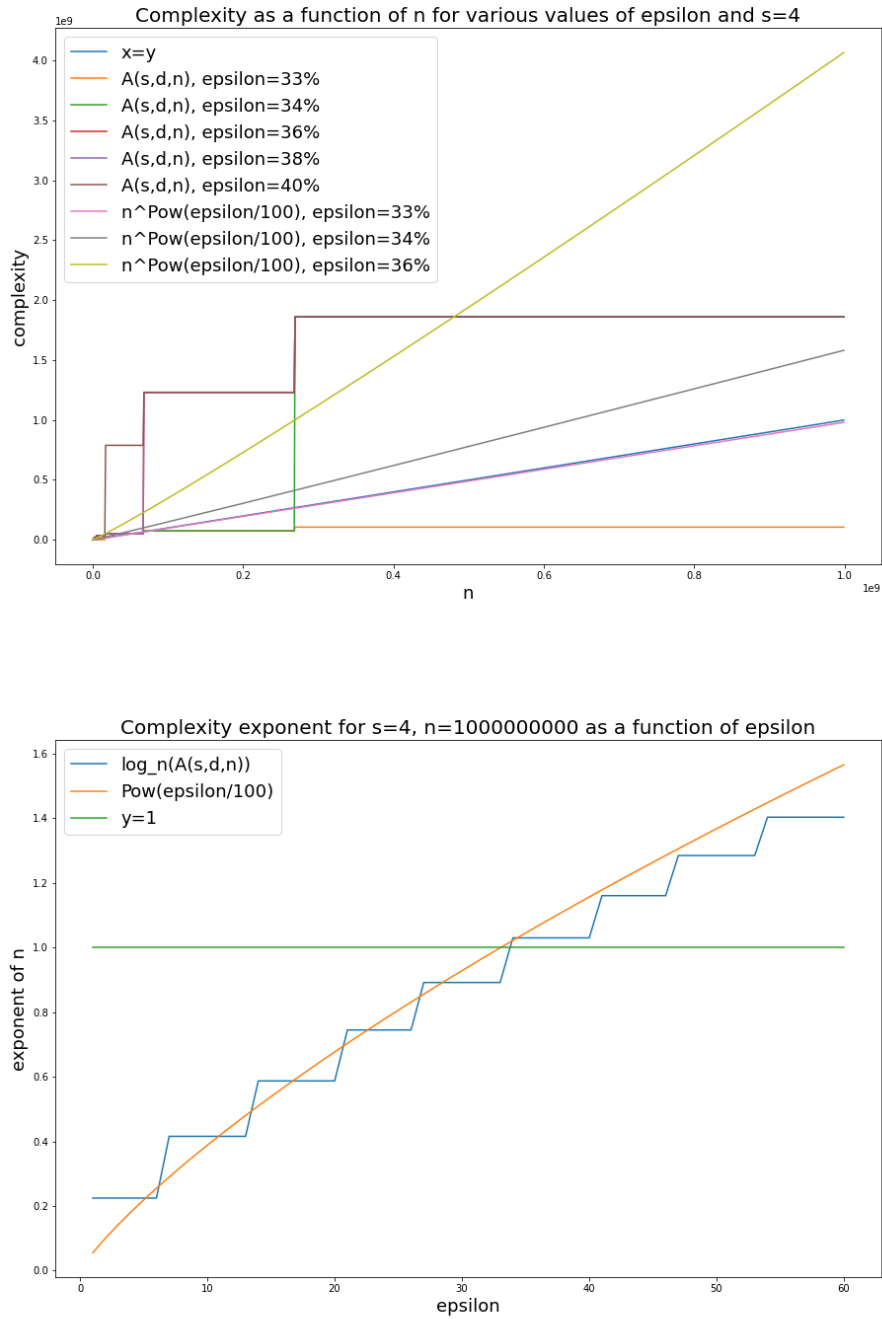 Complexity as a function of n for various values of epsilon and s=4
1e9
x=y
A(s,d,n), epsilon=33%
A(s,d,n), epsilon=34%
A(s,d,n), epsilon=36%
A(s,d,n), epsilon=38%
A(s,d,n), epsilon=40%
n^Pow(epsilon/100), epsilon=33%
n^Pow(epsilon/100), epsilon=34%
n^Pow(epsilon/100), epsilon=36%
4.0
3.5
3.0
2.5
2.0
1.5
1.0
0.5
0.0
complexity
0.0 0.2 0.4 0.6 0.8 1.0
1e9
n
Complexity exponent for s=4, n=1000000000 as a function of epsilon
log_n(A(s,d,n))
Pow(epsilon/100)
y=1
1.6
1.4
1.2
1.0
0.8
0.6
0.4
0.2
0.0
exponent of n
0 10 20 30 40 50 60
epsilon